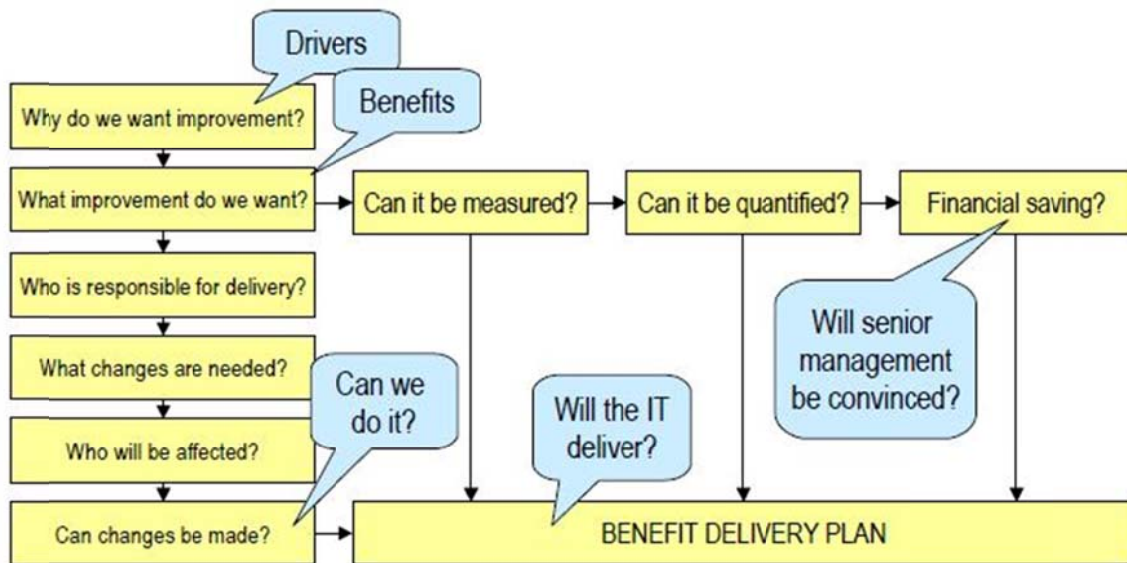 Drivers
Benefits
Why do we want improvement?
What improvement do we want?
Can it be measured?
Can it be quantified?
Financial saving?
Who is responsible for delivery?
What changes are needed?
Can we
do it?
Will the IT
deliver?
Will senior
management
be convinced?
Who will be affected?
Can changes be made?
BENEFIT DELIVERY PLAN